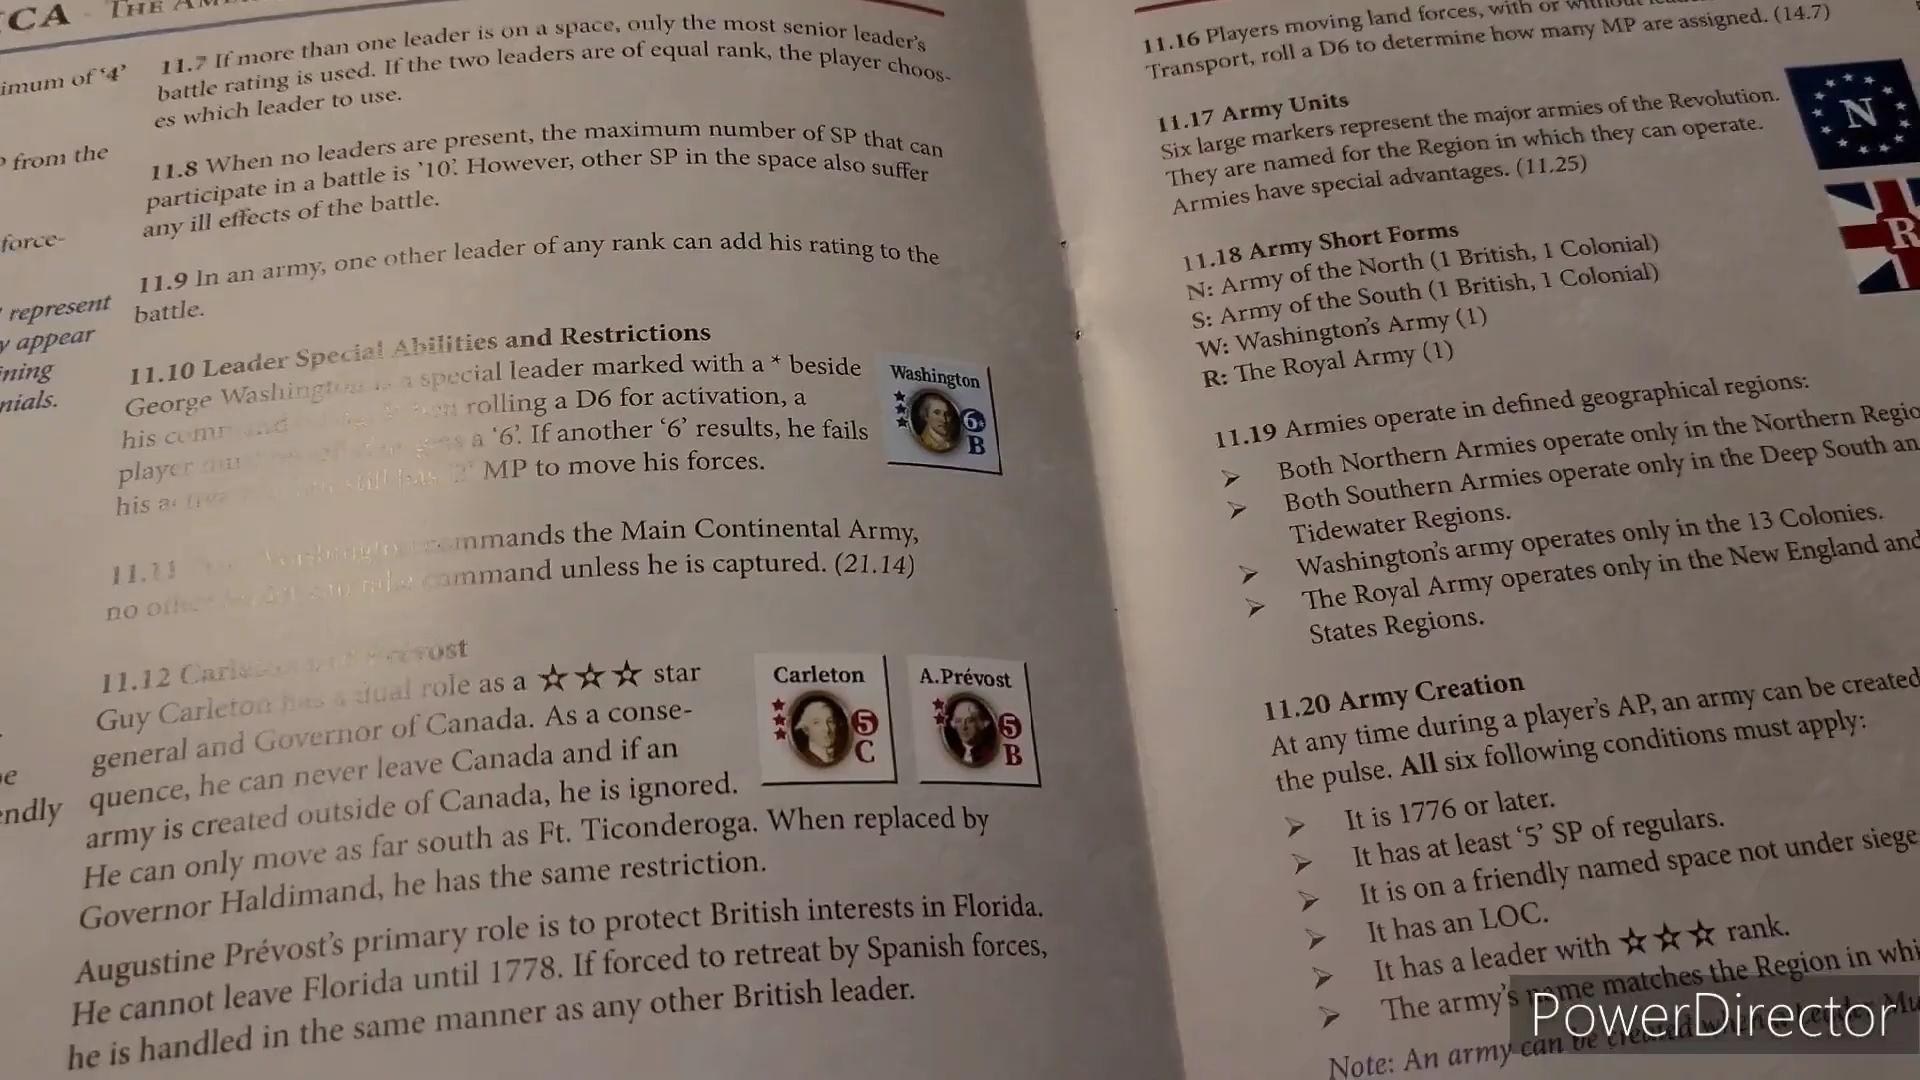 CA - THE AME
imum of '4'
from the
force-
represent
y appear
ning
nials.
be
endly
11.7 If more than one leader is on a space, only the most senior leader's
battle rating is used. If the two leaders are of equal rank, the player choos-
es which leader to use.
11.8 When no leaders are present, the maximum number of SP that can
participate in a battle is '10'. However, other SP in the space also suffer
any ill effects of the battle.
11.9 In an army, one other leader of any rank can add his rating to the
battle.
11.10 Leader Special Abilities and Restrictions
George Washington is a special leader marked with a * beside
his command rolling a D6 for activation, a
player a '6'. If another '6' results, he fails
his still has '2' MP to move his forces.
Washington
6*
B
11.11 Washington commands the Main Continental Army,
no other command unless he is captured. (21.14)
11.12 Carleton and Prévost
Guy Carleton has a dual role as a ☆☆☆ star
general and Governor of Canada. As a conse-
quence, he can never leave Canada and if an
army is created outside of Canada, he is ignored.
He can only move as far south as Ft. Ticonderoga. When replaced by
Governor Haldimand, he has the same restriction.
Carleton
5
C
A.Prévost
5
B
Augustine Prévost's primary role is to protect British interests in Florida.
He cannot leave Florida until 1778. If forced to retreat by Spanish forces,
he is handled in the same manner as any other British leader.
11.16 Players moving land forces, with or without
Transport, roll a D6 to determine how many MP are assigned. (14.7)
11.17 Army Units
Six large markers represent the major armies of the Revolution.
They are named for the Region in which they can operate.
Armies have special advantages. (11.25)
N
R
11.18 Army Short Forms
N: Army of the North (1 British, 1 Colonial)
S: Army of the South (1 British, 1 Colonial)
W: Washington's Army (1)
R: The Royal Army (1)
11.19 Armies operate in defined geographical regions:
➢ Both Northern Armies operate only in the Northern Regio
➢ Both Southern Armies operate only in the Deep South an
Tidewater Regions.
➢ Washington's army operates only in the 13 Colonies.
➢ The Royal Army operates only in the New England and
States Regions.
11.20 Army Creation
At any time during a player's AP, an army can be created
the pulse. All six following conditions must apply:
➢ It is 1776 or later.
➢ It has at least '5' SP of regulars.
➢ It is on a friendly named space not under siege
➢ It has an LOC.
➢ It has a leader with ☆☆☆ rank.
➢ The army's name matches the Region in whi
Note: An army can be created
PowerDirector